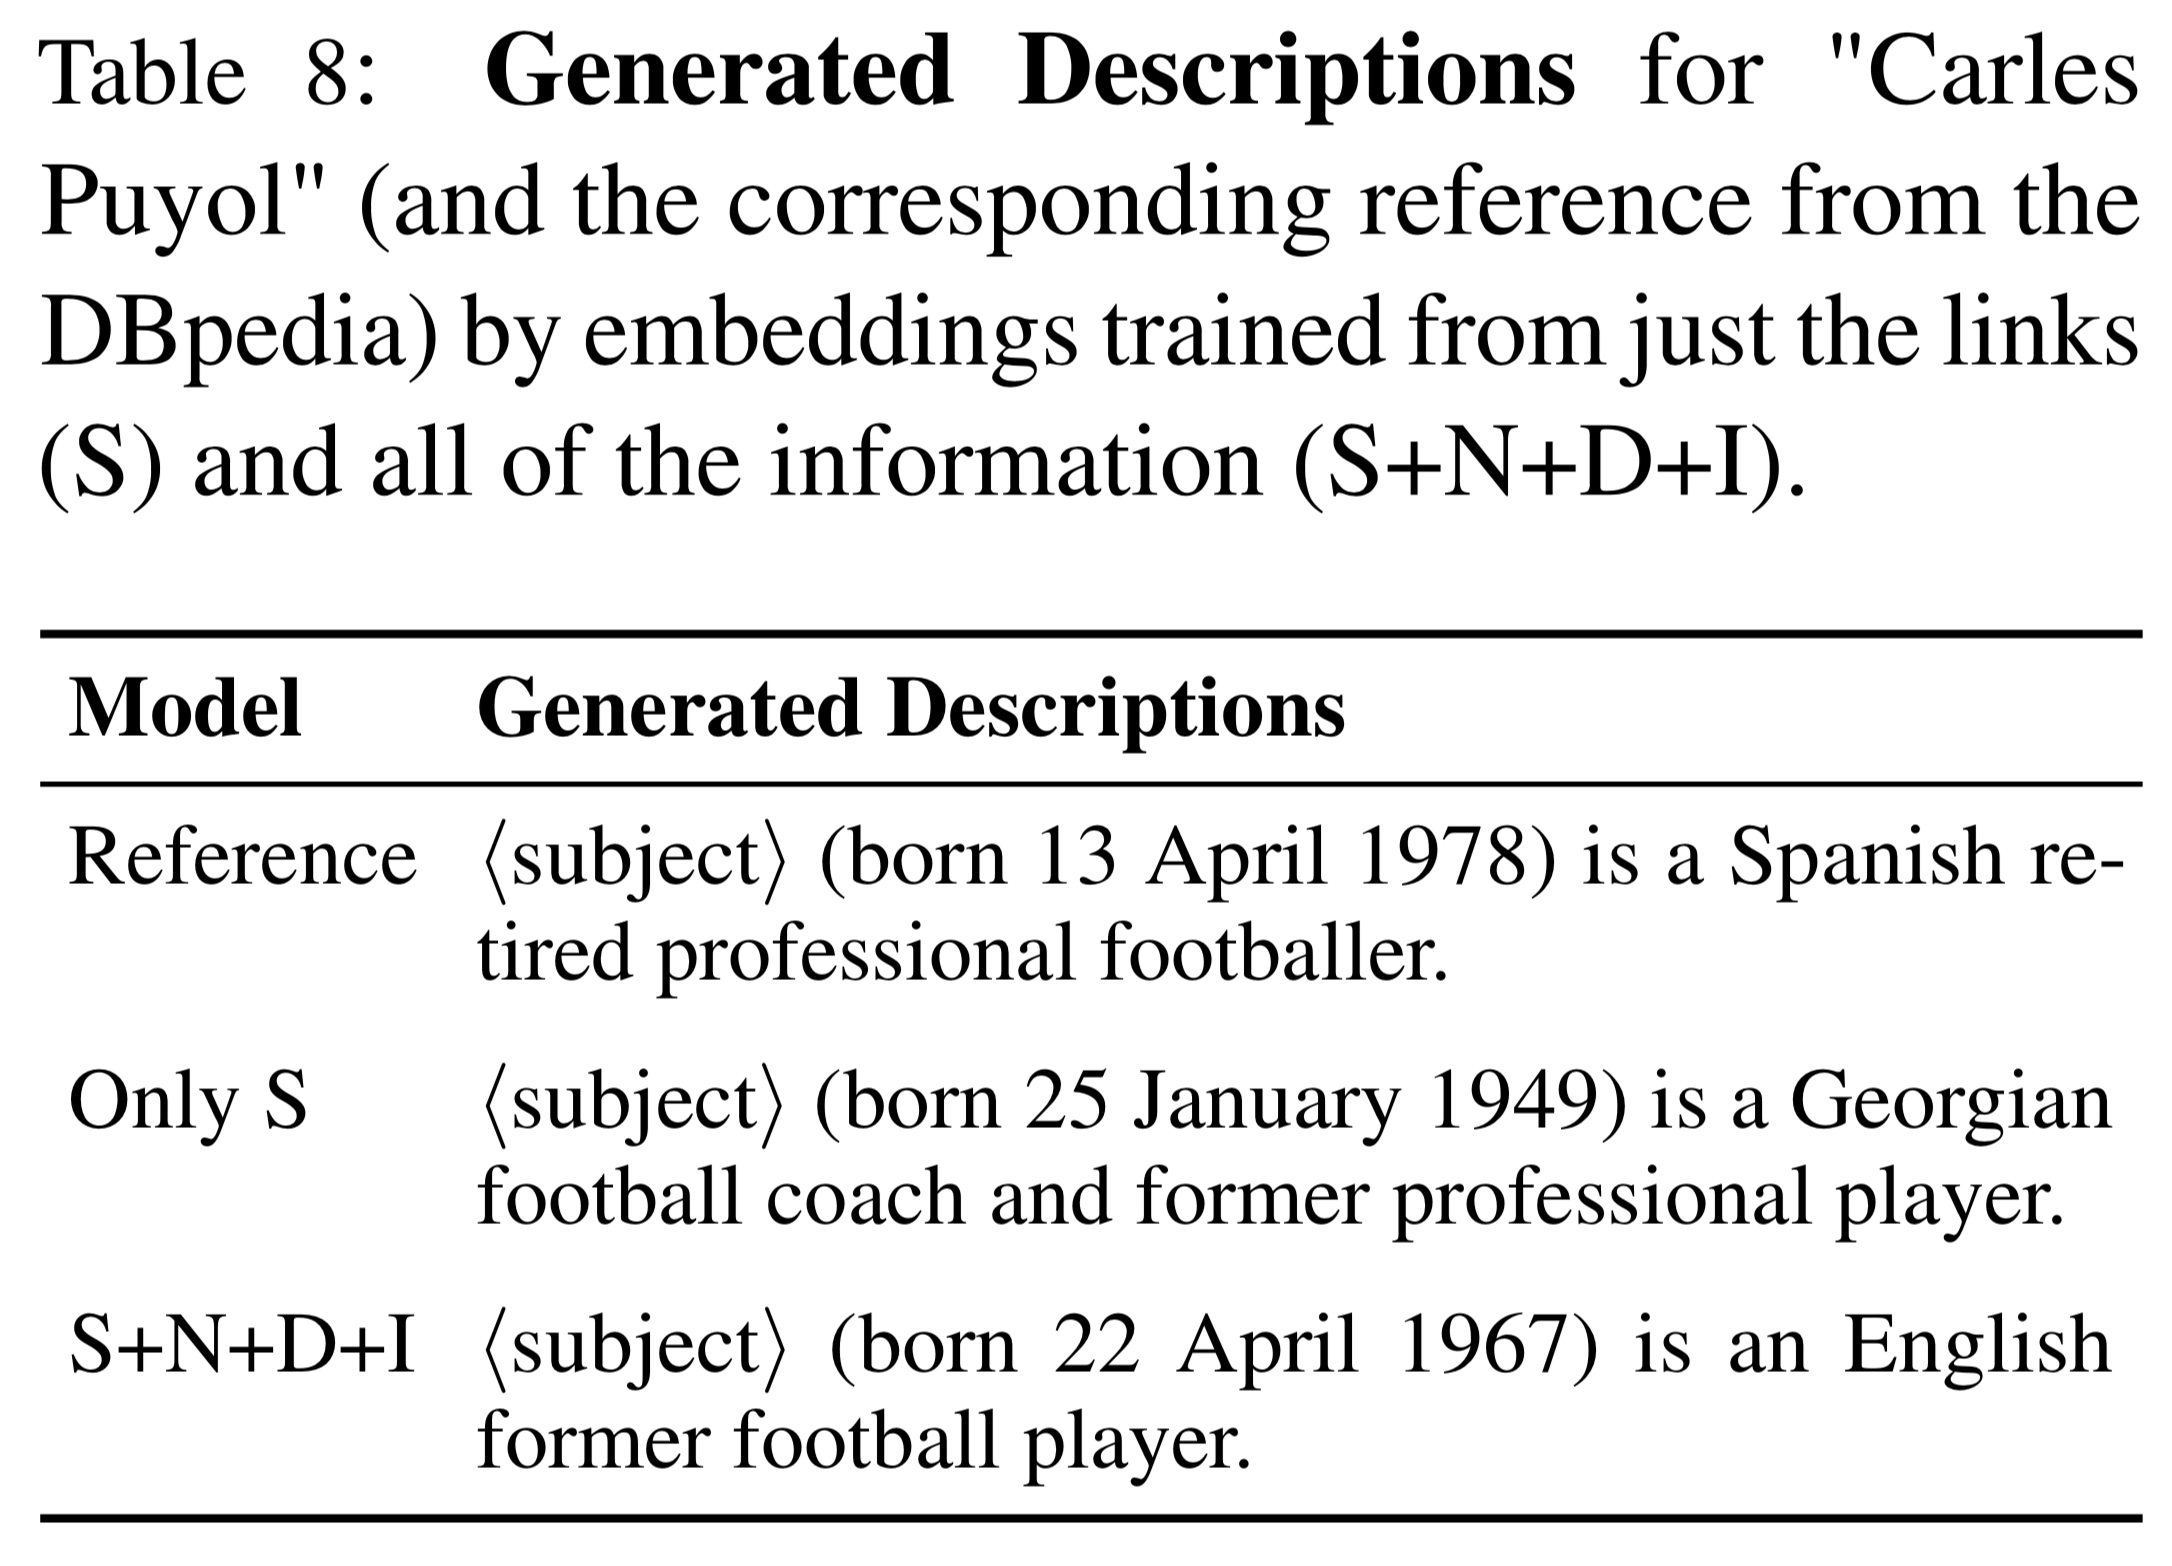 Table 8: Generated Descriptions for "Carles
Puyol" (and the corresponding reference from the
DBpedia) by embeddings trained from just the links
(S) and all of the information (S+N+D+I).
Model Generated Descriptions
Reference ⟨subject⟩ (born 13 April 1978) is a Spanish re-
tired professional footballer.
Only S ⟨subject⟩ (born 25 January 1949) is a Georgian
football coach and former professional player.
S+N+D+I ⟨subject⟩ (born 22 April 1967) is an English
former football player.